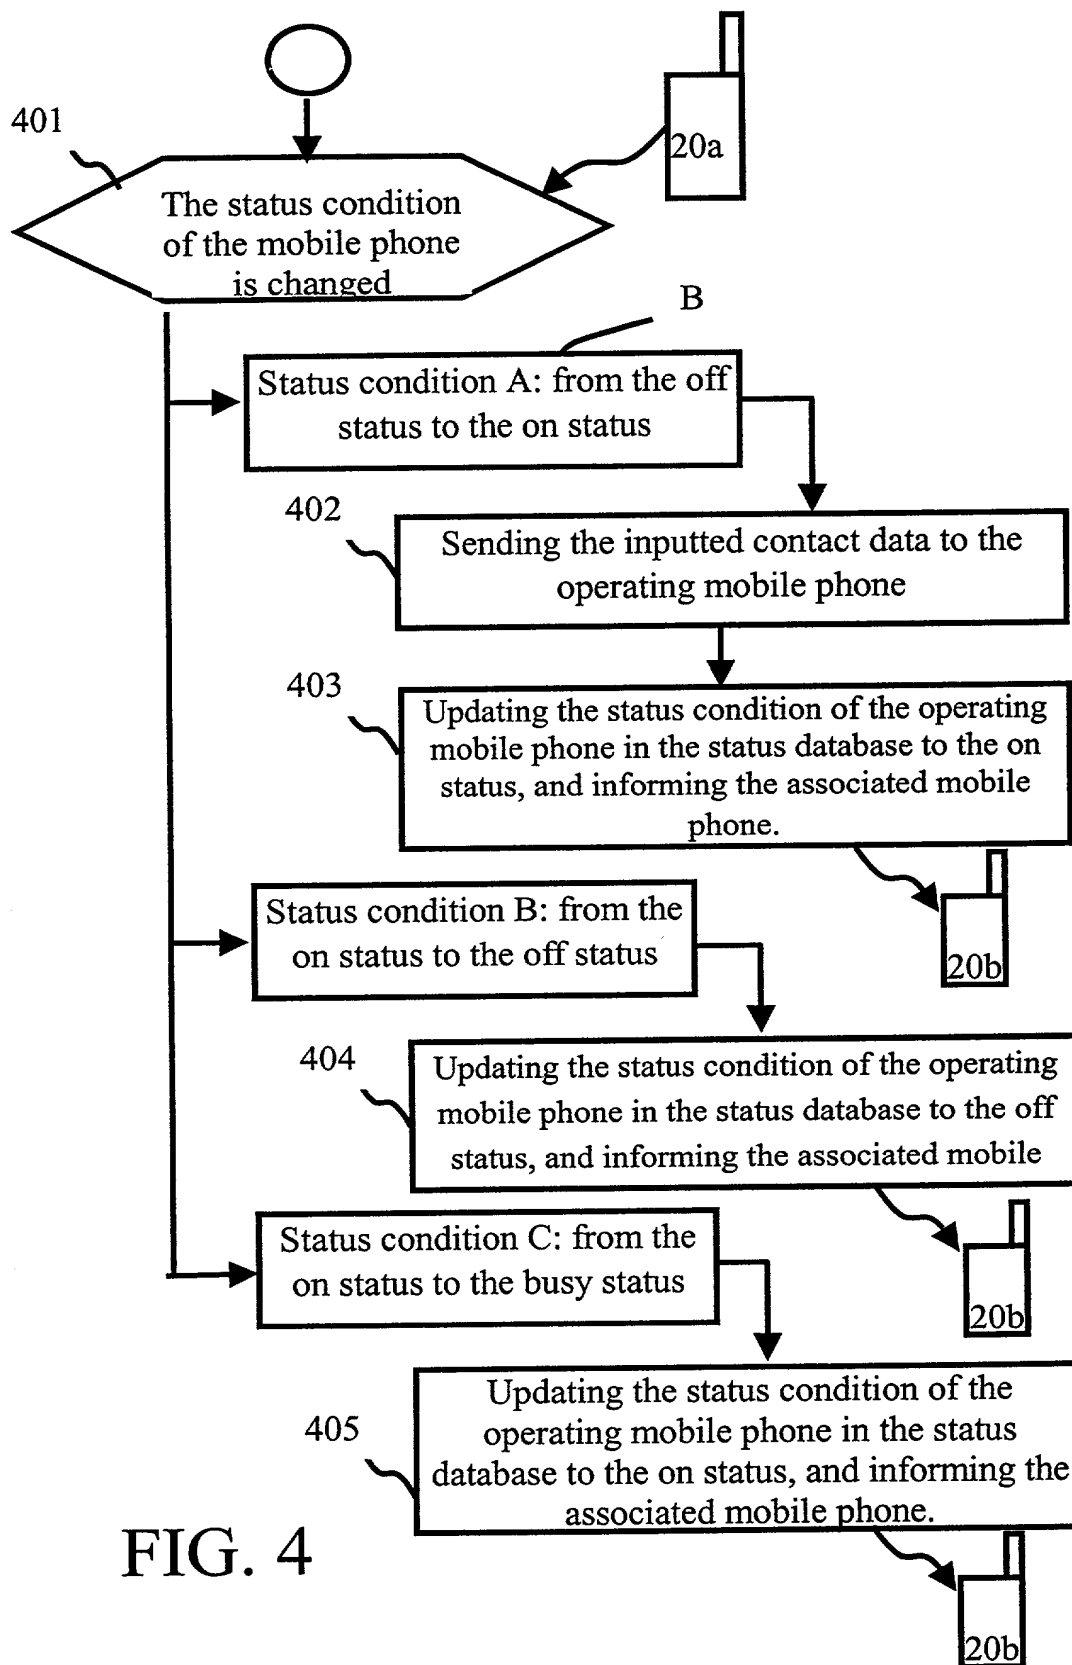 401
20a
The status condition
of the mobile phone
is changed
B
Status condition A: from the off
status to the on status
402
Sending the inputted contact data to the
operating mobile phone
403
Updating the status condition of the operating
mobile phone in the status database to the on
status, and informing the associated mobile
phone.
20b
Status condition B: from the
on status to the off status
404
Updating the status condition of the operating
mobile phone in the status database to the off
status, and informing the associated mobile
20b
Status condition C: from the
on status to the busy status
405
Updating the status condition of the
operating mobile phone in the status
database to the on status, and informing the
associated mobile phone.
20b
FIG. 4